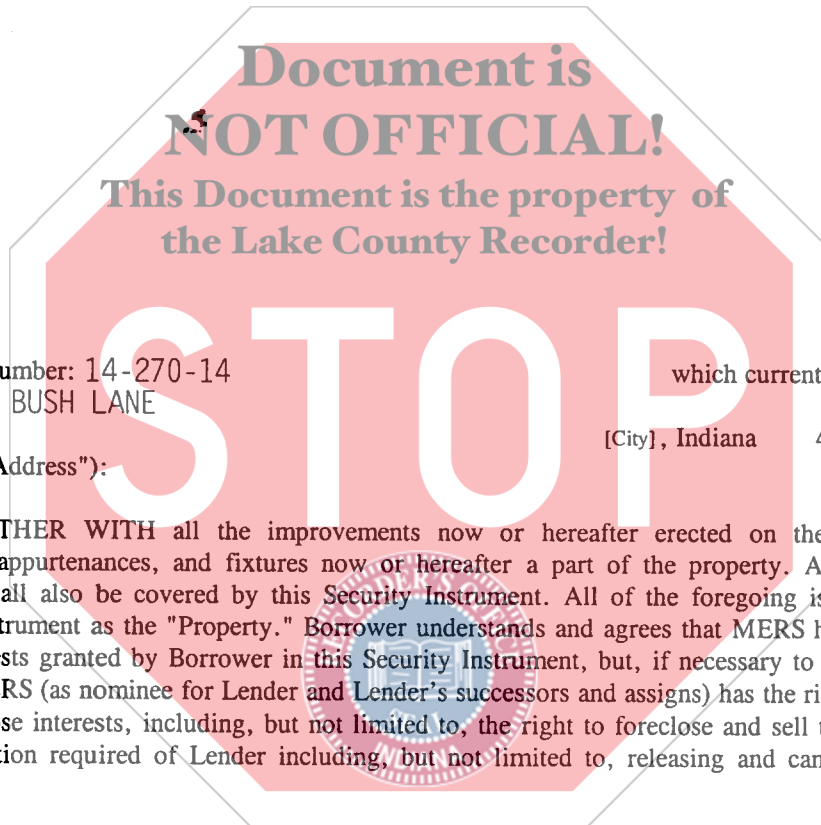 Document is
NOT OFFICIAL!
This Document is the property of
the Lake County Recorder!
STOP
umber: 14-270-14 which current
BUSH LANE
[City], Indiana 4
Address"):
THER WITH all the improvements now or hereafter erected on the
appurtenances, and fixtures now or hereafter a part of the property. A
all also be covered by this Security Instrument. All of the foregoing is
trument as the "Property." Borrower understands and agrees that MERS h
sts granted by Borrower in this Security Instrument, but, if necessary to
RS (as nominee for Lender and Lender's successors and assigns) has the ri
se interests, including, but not limited to, the right to foreclose and sell t
tion required of Lender including, but not limited to, releasing and can
INDIANA